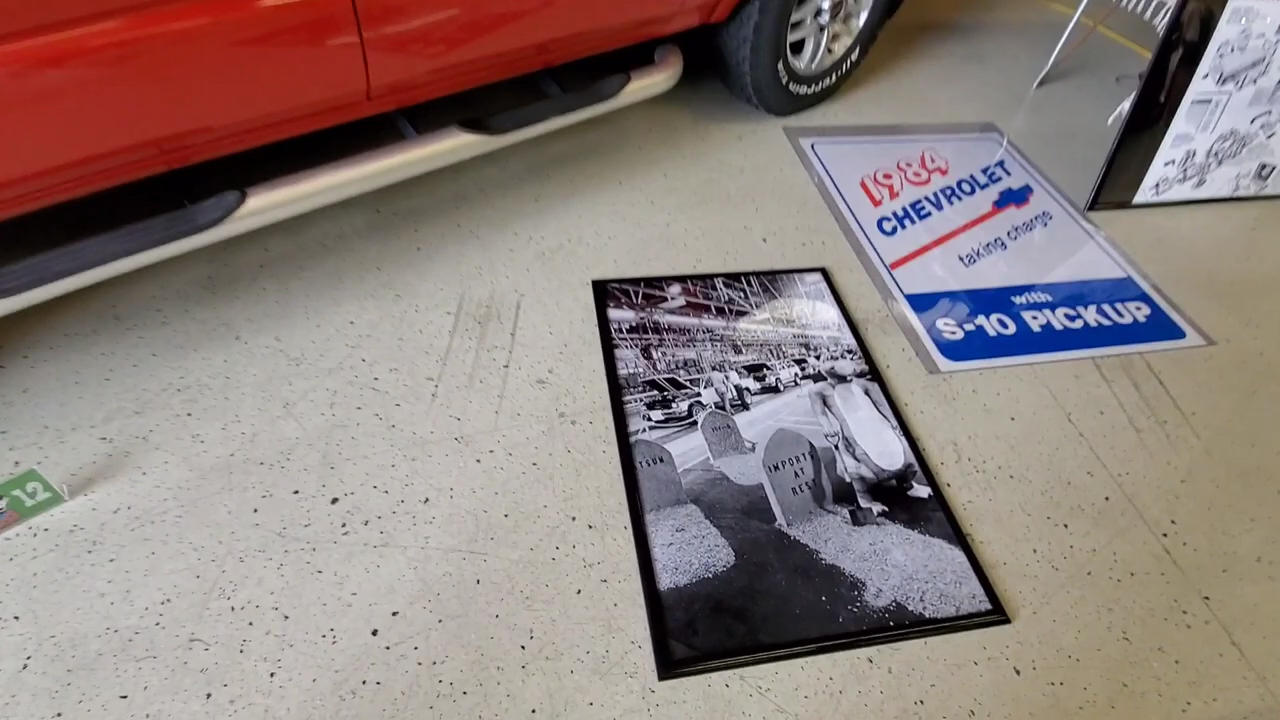 1984
CHEVROLET
taking charge
with
S-10 PICKUP
IMPORTS
AT
REST
TSUN
12